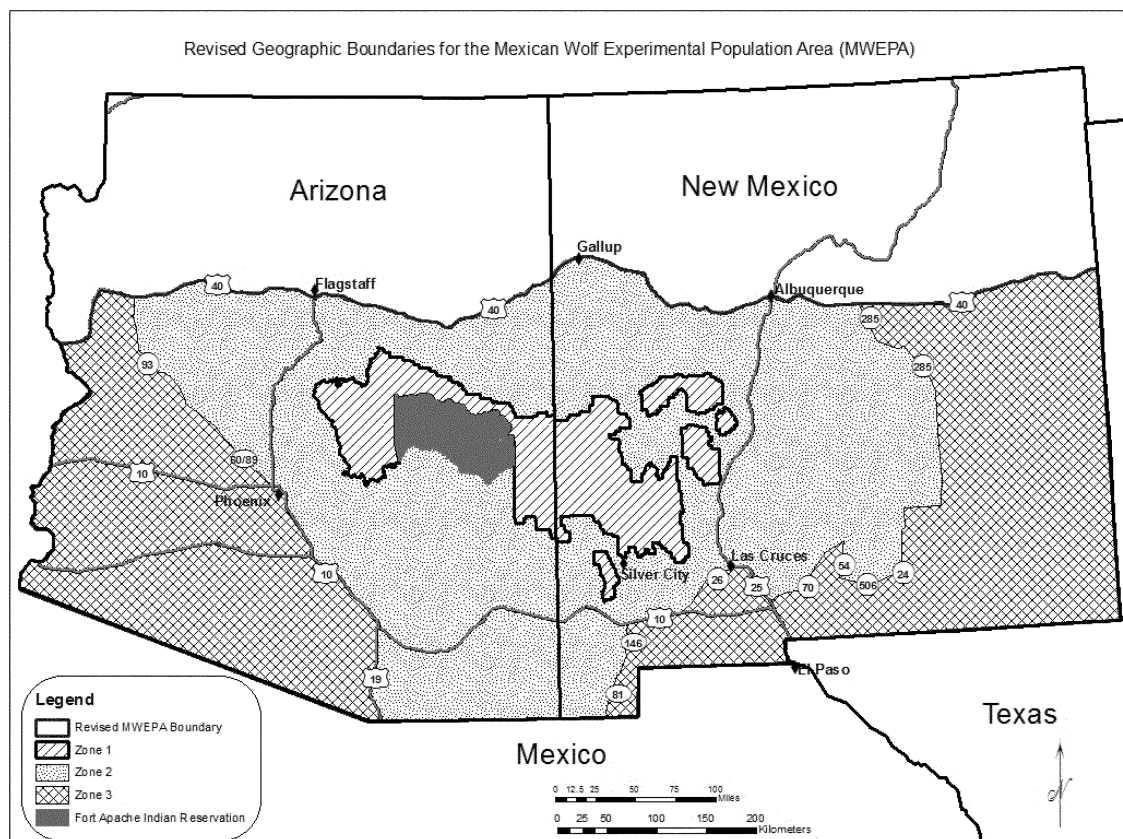 Revised Geographic Boundaries for the Mexican Wolf Experimental Population Area (MWEPA)
Arizona
New Mexico
Gallup
Flagstaff
Albuquerque
40
40
40
285
93
285
60/89
10
Phoenix
Las Cruces
Silver City
10
26
25
70
54
506
24
10
146
19
81
El Paso
Legend
Revised MWEPA Boundary
Zone 1
Zone 2
Zone 3
Fort Apache Indian Reservation
Mexico
Texas
0 12.5 25 50 75 100
Miles
0 25 50 100 150 200
Kilometers
N